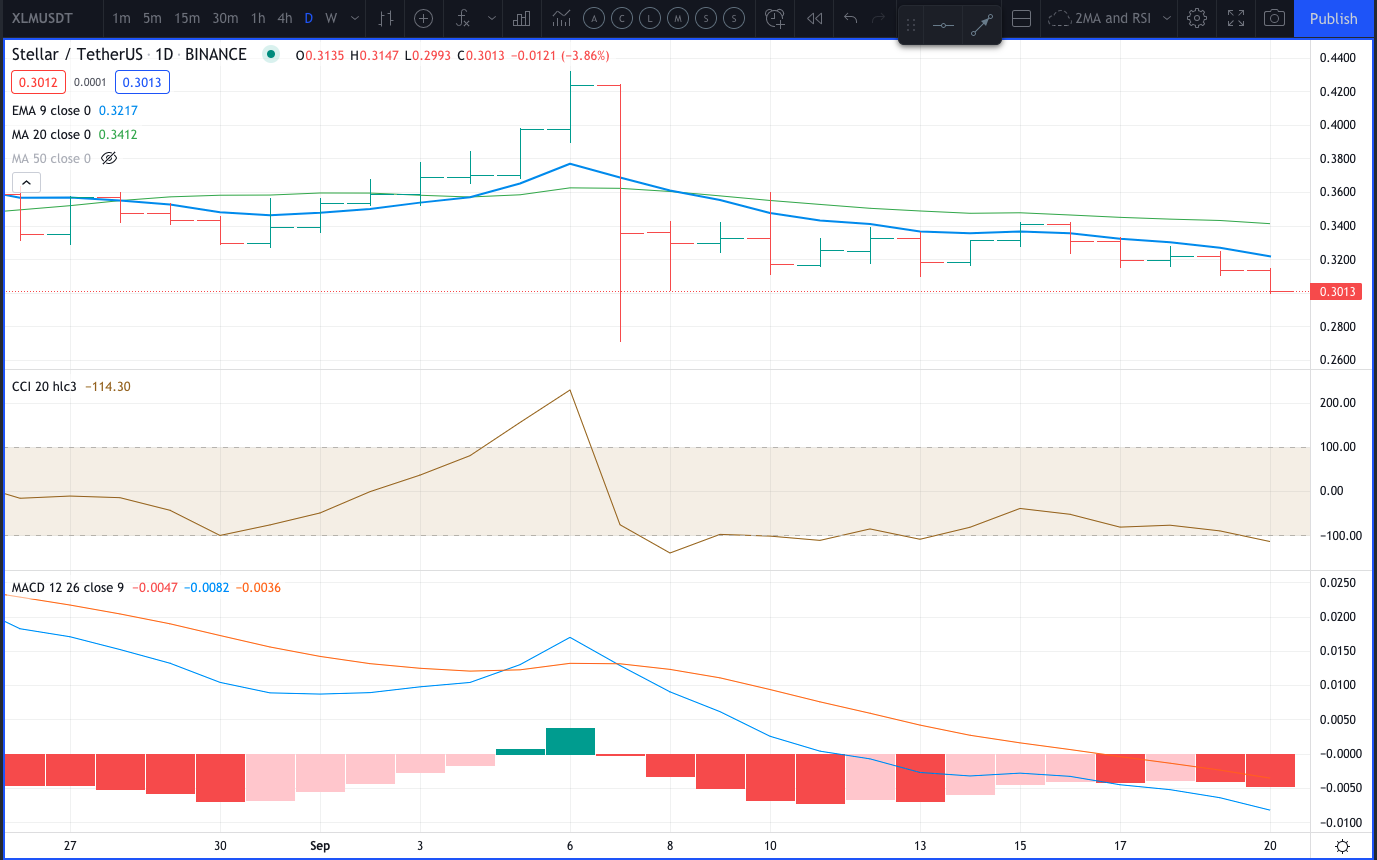 XLMUSDT 1m 5m 15m 30m 1h 4h D W A C L M S S 2MA and RSI Publish
Stellar / TetherUS · 1D · BINANCE O0.3135 H0.3147 L0.2993 C0.3013 −0.0121 (−3.86%)
0.3012 0.0001 0.3013
EMA 9 close 0 0.3217
MA 20 close 0 0.3412
MA 50 close 0
0.4400
0.4200
0.4000
0.3800
0.3600
0.3400
0.3200
0.3013
0.2800
0.2600
CCI 20 hlc3 −114.30
200.00
100.00
0.00
−100.00
MACD 12 26 close 9 −0.0047 −0.0082 −0.0036
0.0250
0.0200
0.0150
0.0100
0.0050
−0.0000
−0.0050
−0.0100
27 30 Sep 3 6 8 10 13 15 17 20